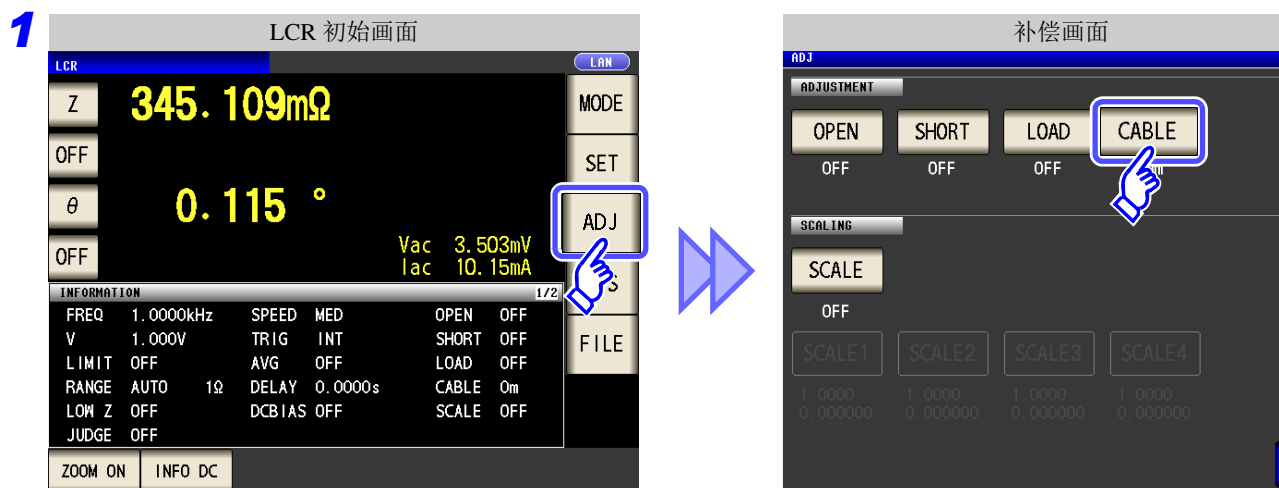 1
LCR 初始画面
LCR
LAN
Z 345.109mΩ
OFF
θ 0.115 °
OFF
Vac 3.503mV
Iac 10.15mA
MODE
SET
ADJ
S
FILE
INFORMATION 1/2
FREQ 1.0000kHz SPEED MED OPEN OFF
V 1.000V TRIG INT SHORT OFF
LIMIT OFF AVG OFF LOAD OFF
RANGE AUTO 1Ω DELAY 0.0000s CABLE 0m
LOW Z OFF DCBIAS OFF SCALE OFF
JUDGE OFF
ZOOM ON INFO DC
补偿画面
ADJ
ADJUSTMENT
OPEN SHORT LOAD CABLE
OFF OFF OFF m
SCALING
SCALE
OFF
SCALE1 SCALE2 SCALE3 SCALE4
1.0000 1.0000 1.0000 1.0000
0.000000 0.000000 0.000000 0.000000